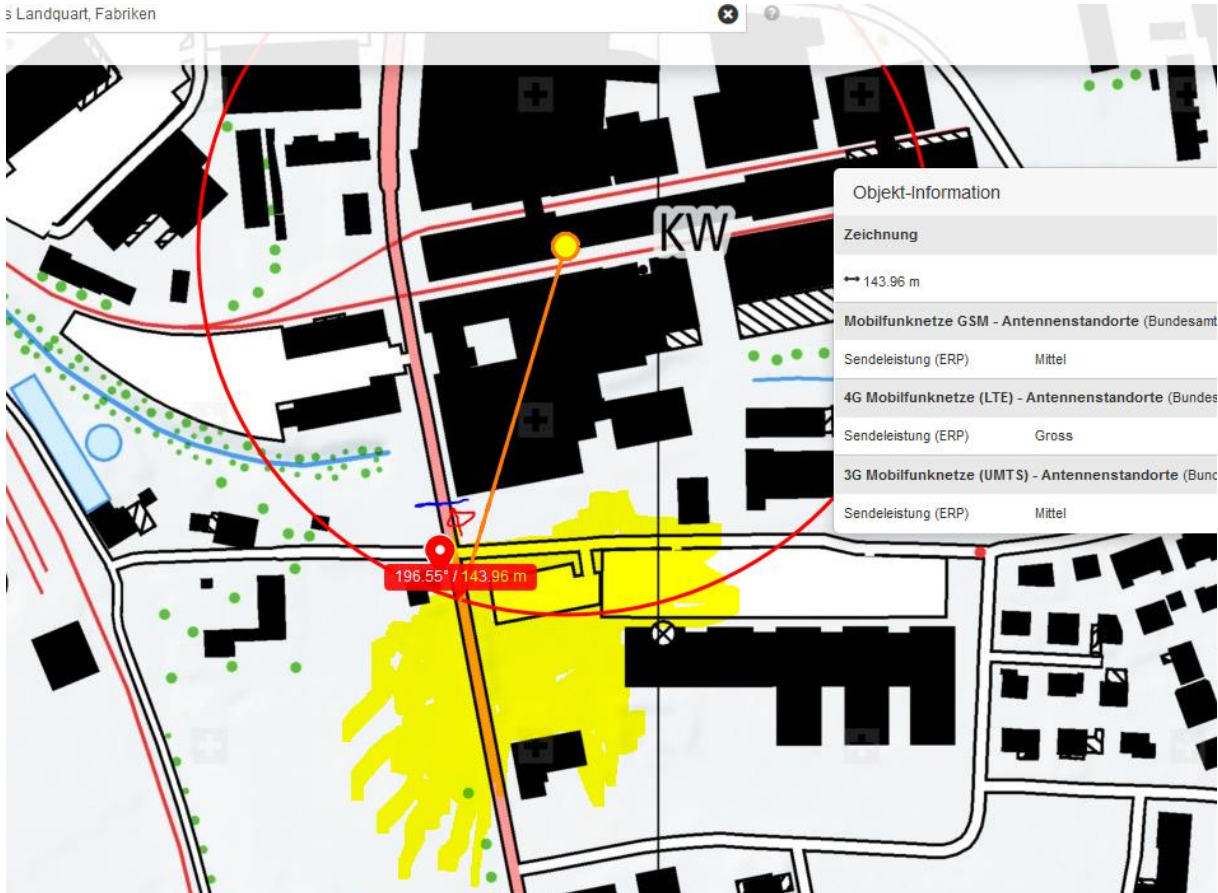 s Landquart, Fabriken
KW
Objekt-Information
Zeichnung
143.96 m
Mobilfunknetze GSM - Antennenstandorte (Bundesamt
Sendeleistung (ERP) Mittel
4G Mobilfunknetze (LTE) - Antennenstandorte (Bundes
Sendeleistung (ERP) Gross
3G Mobilfunknetze (UMTS) - Antennenstandorte (Bund
Sendeleistung (ERP) Mittel
196.55° / 143.96 m